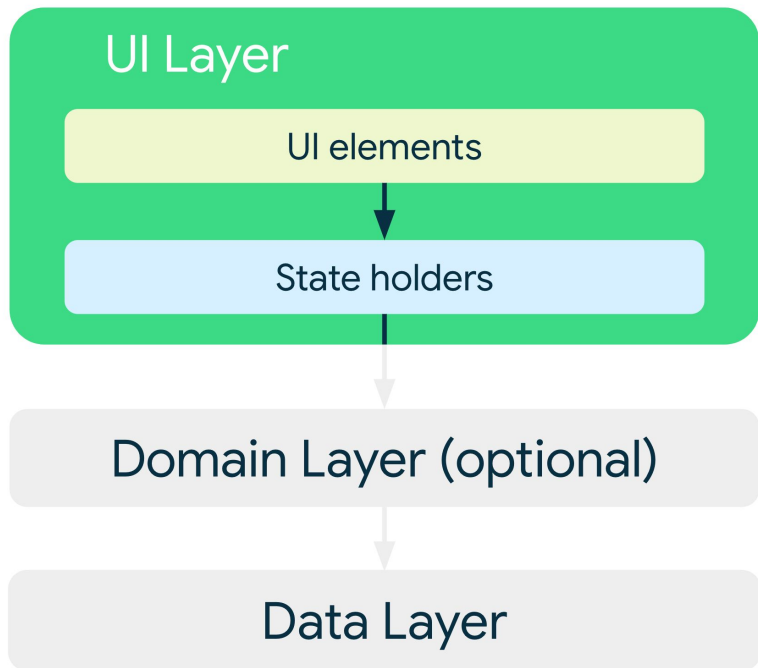 UI Layer
UI elements
State holders
Domain Layer (optional)
Data Layer